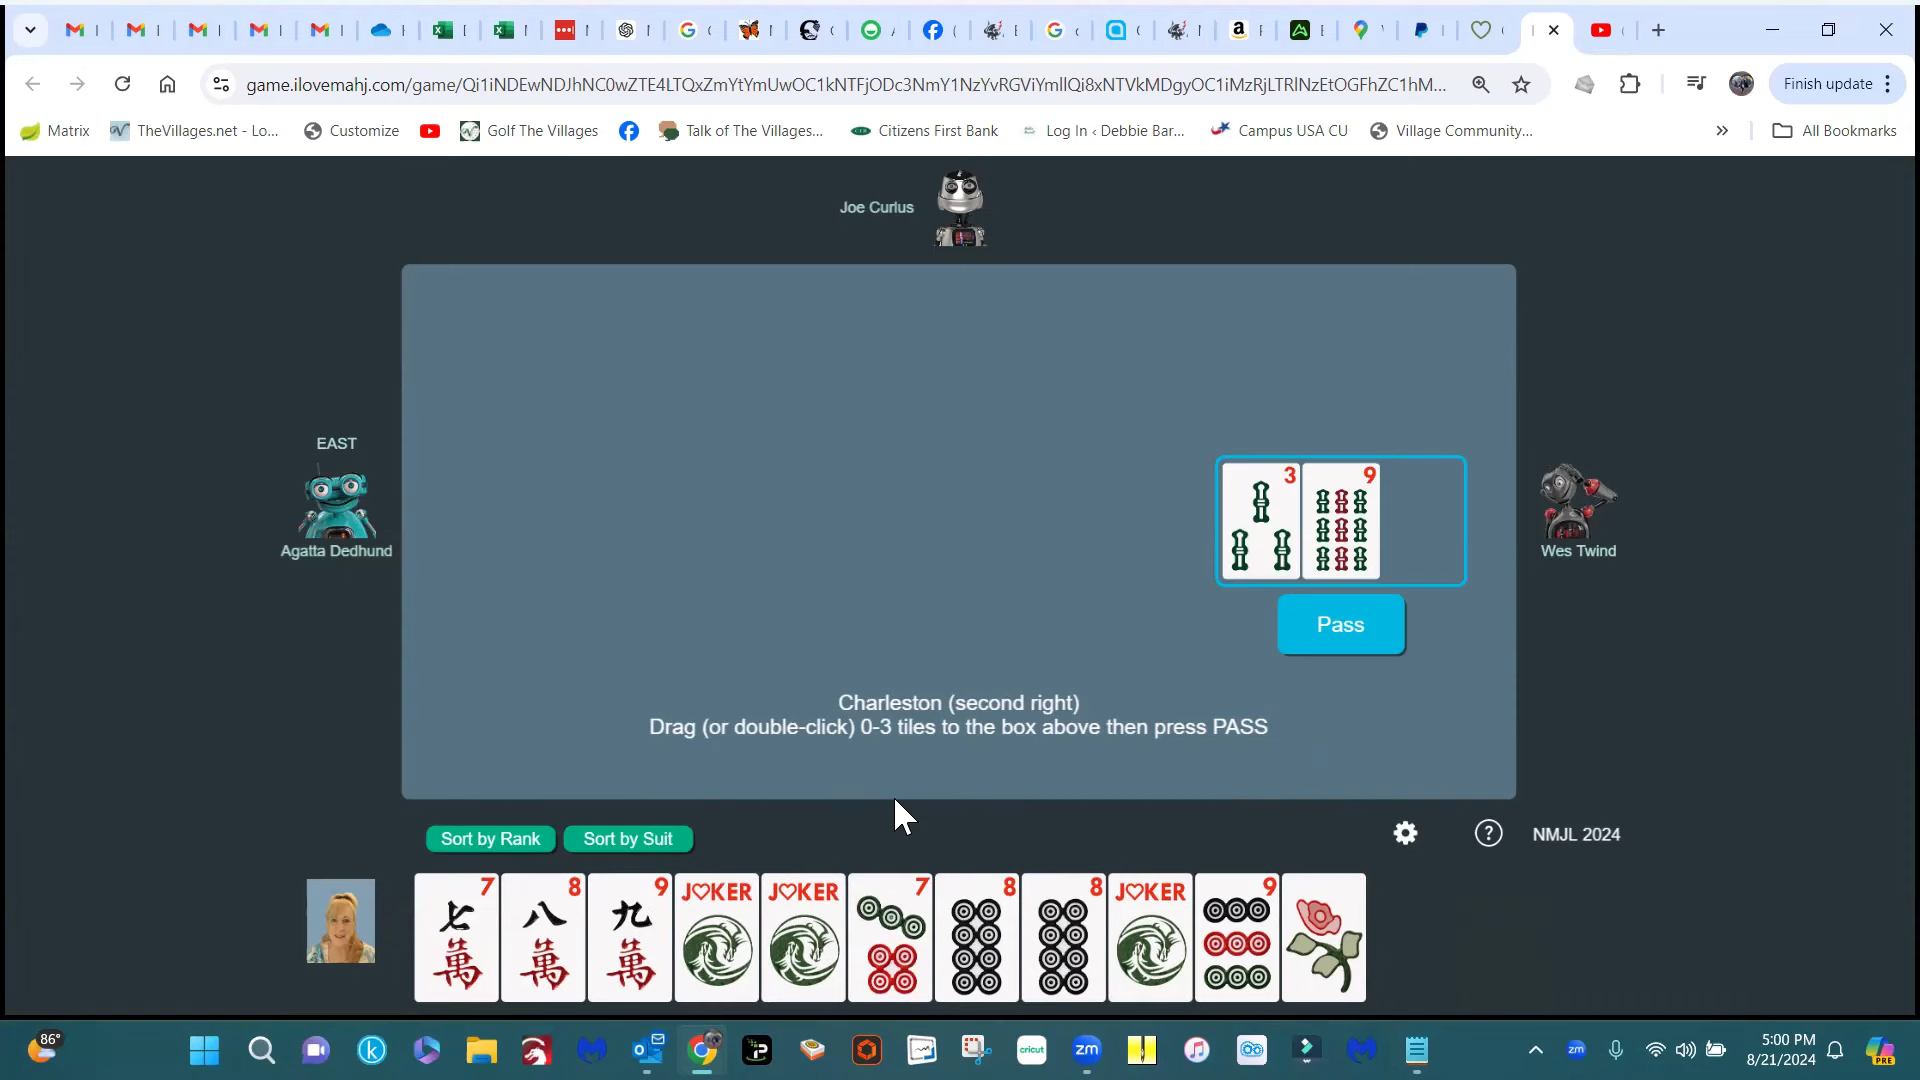 game.ilovemahj.com/game/Qi1iNDEwNDJhNC0wZTE4LTQxZmYtYmUwOC1kNTFjODc3NmY1NzYvRGViYmllQi8xNTVkMDgyOC1iMzRjLTRlNzEtOGFhZC1hM...
Finish update
Matrix
TheVillages.net - Lo...
Customize
Golf The Villages
Talk of The Villages...
Citizens First Bank
Log In ‹ Debbie Bar...
Campus USA CU
Village Community...
All Bookmarks
Joe Curlus
EAST
Agatta Dedhund
3
9
Wes Twind
Pass
Charleston (second right)
Drag (or double-click) 0-3 tiles to the box above then press PASS
Sort by Rank
Sort by Suit
NMJL 2024
7
七
萬
8
八
萬
9
九
萬
JOKER
JOKER
7
8
8
JOKER
9
86°
cricut
zm
zm
5:00 PM
8/21/2024
PRE